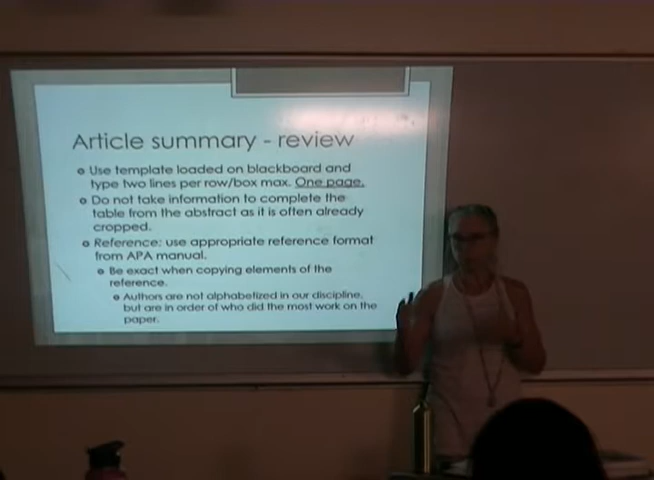 Article summary - review
Use template loaded on blackboard and
type two lines per row/box max. One page.
Do not take information to complete the
table from the abstract as it is often already
cropped.
Reference: use appropriate reference format
from APA manual.
Be exact when copying elements of the
reference.
Authors are not alphabetized in our discipline,
but are in order of who did the most work on the
paper.